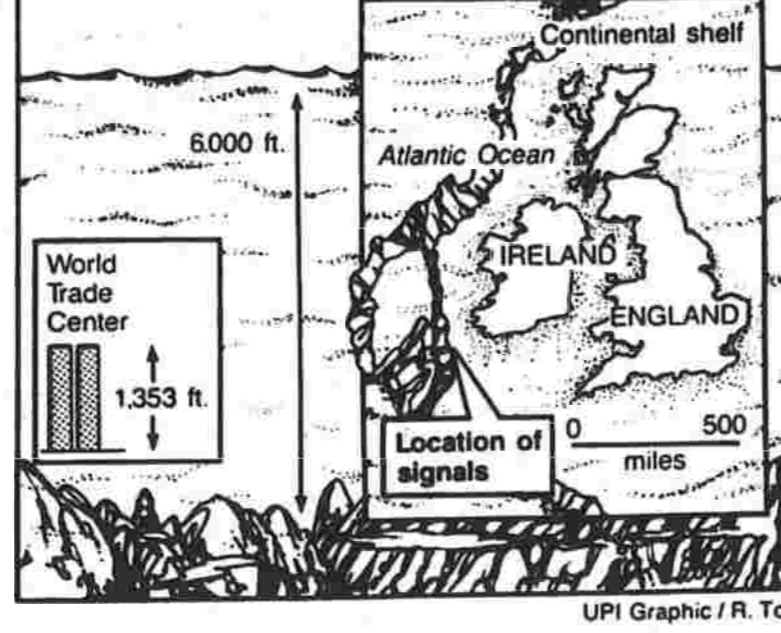 Continental shelf
6.000 ft.
Atlantic Ocean
IRELAND
ENGLAND
World
Trade
Center
1,353 ft.
Location of
signals
0 500
miles
UPI Graphic / R.